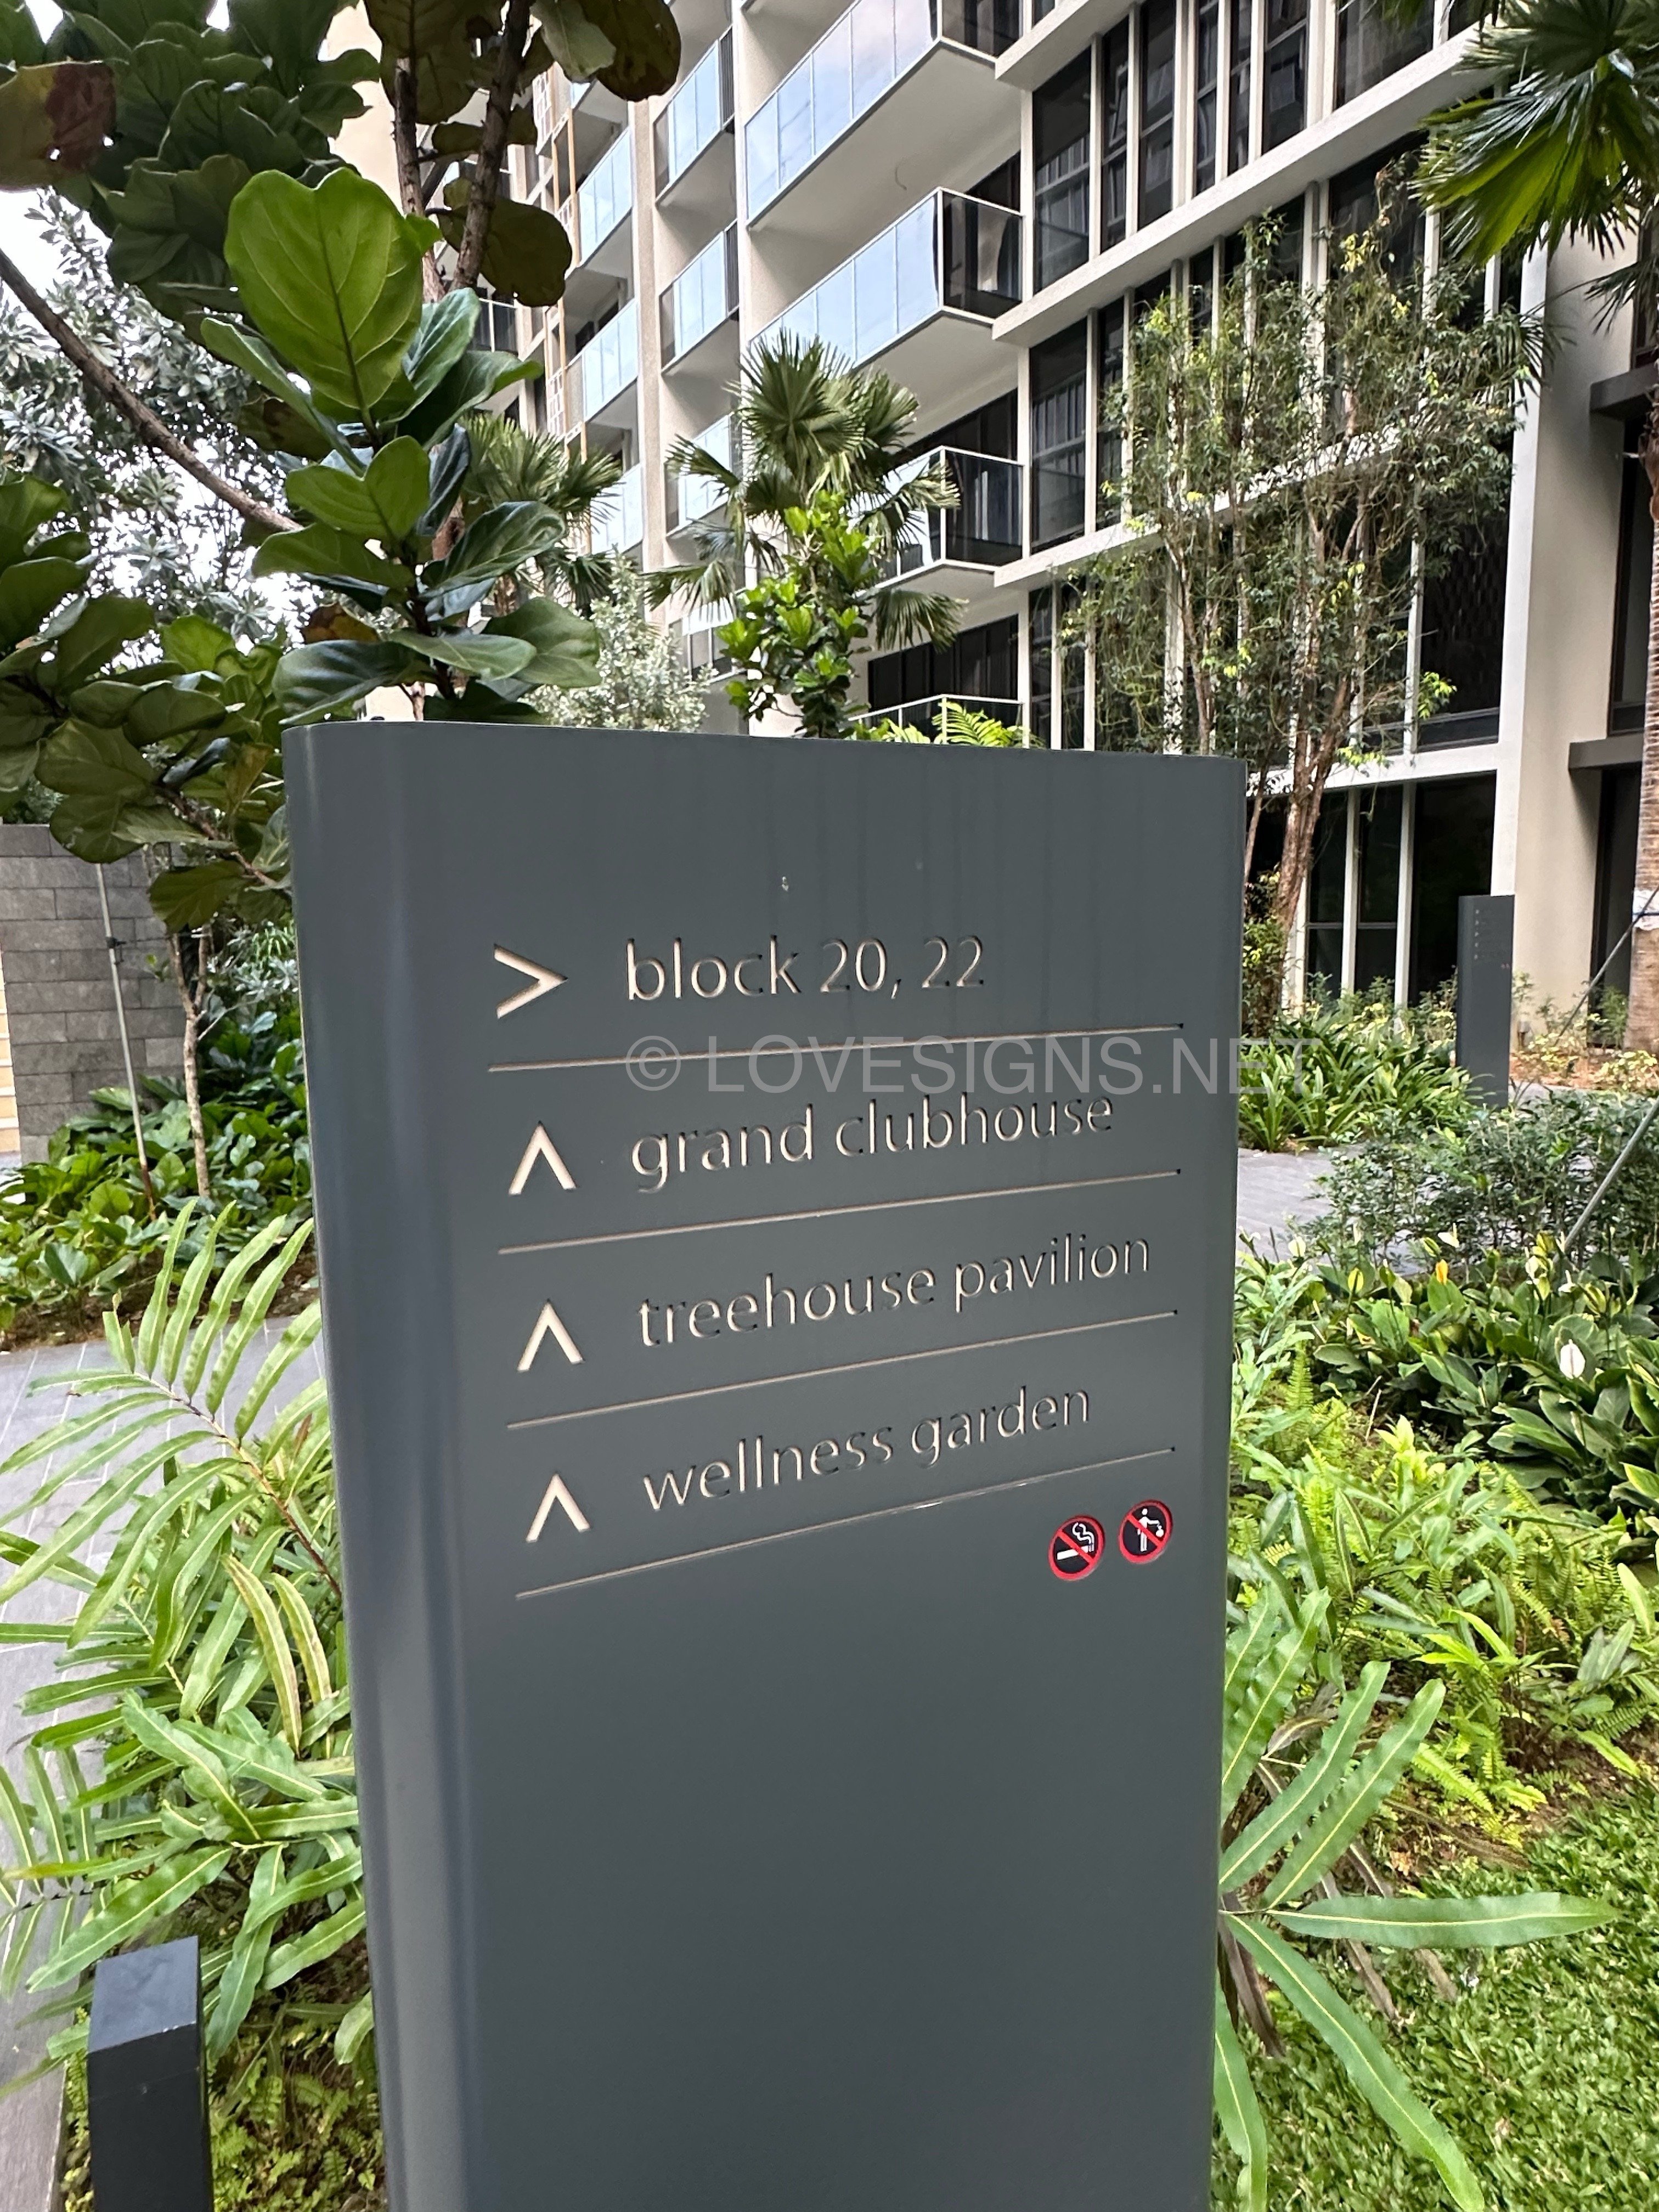 > block 20, 22
© LOVESIGNS.NET
grand clubhouse
treehouse pavilion
wellness garden